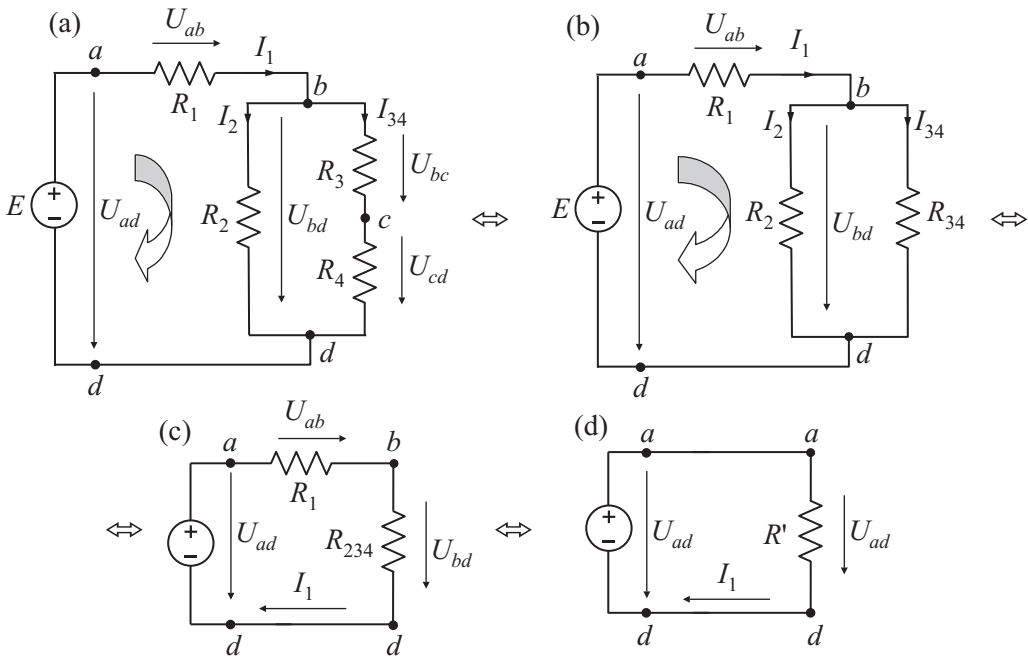 (a)
U_ab
a
I_1
R_1
b
I_2
I_34
R_3
U_bc
E
+
−
U_ad
R_2
U_bd
c
R_4
U_cd
d
d
(b)
U_ab
a
I_1
R_1
b
I_2
I_34
E
+
−
U_ad
R_2
U_bd
R_34
d
d
(c)
U_ab
a
b
R_1
+
−
U_ad
R_234
U_bd
I_1
d
d
(d)
a
a
+
−
U_ad
R'
U_ad
I_1
d
d